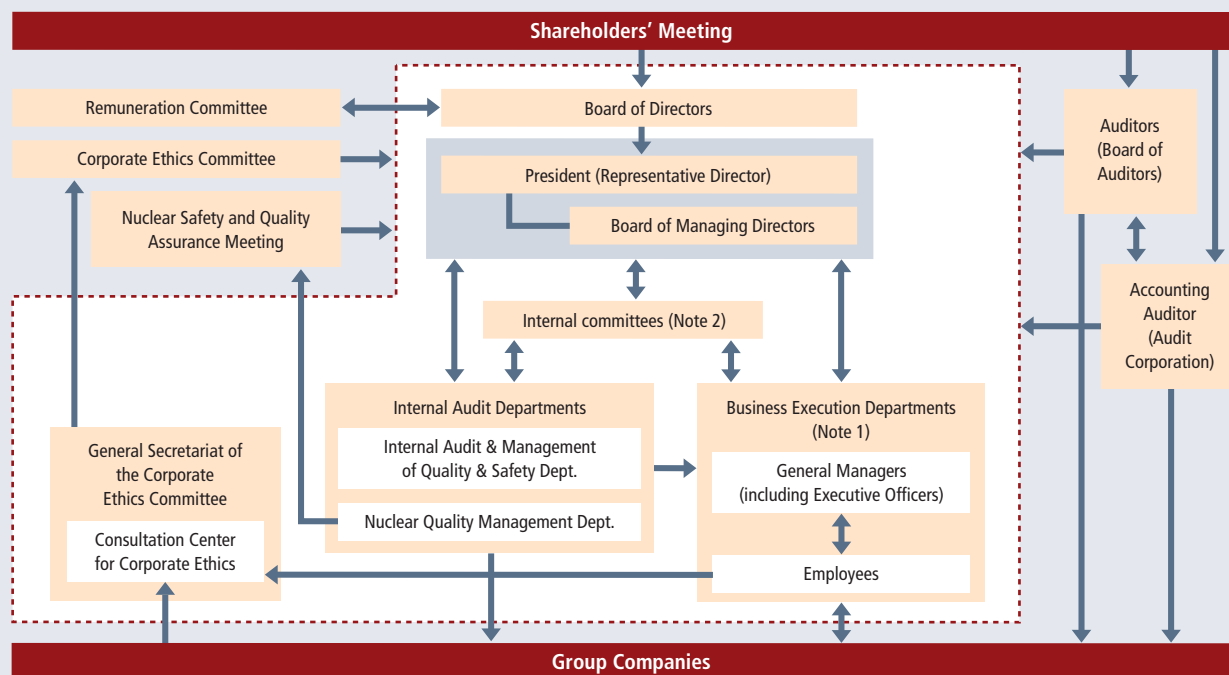 Shareholders’ Meeting
Remuneration Committee
Board of Directors
Auditors
(Board of
Auditors)
Corporate Ethics Committee
President (Representative Director)
Nuclear Safety and Quality
Assurance Meeting
Board of Managing Directors
Accounting
Auditor
(Audit
Corporation)
Internal committees (Note 2)
Internal Audit Departments
Internal Audit & Management
of Quality & Safety Dept.
Nuclear Quality Management Dept.
Business Execution Departments
(Note 1)
General Managers
(including Executive Officers)
Employees
General Secretariat of
the Corporate
Ethics Committee
Consultation Center
for Corporate Ethics
Group Companies